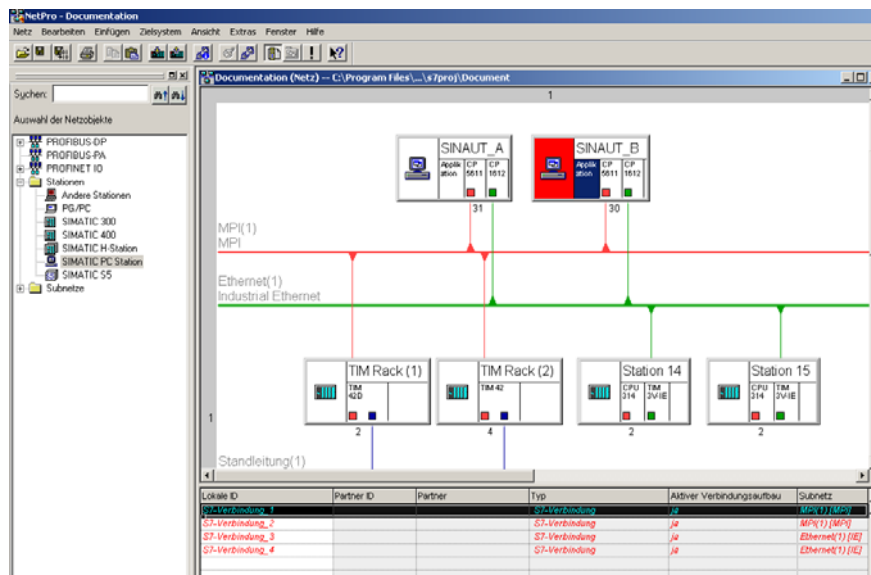 NetPro - Documentation
Netz Bearbeiten Einfügen Zielsystem Ansicht Extras Fenster Hilfe
Suchen:
Auswahl der Netzobjekte
PROFIBUS-DP
PROFIBUS-PA
PROFINET IO
Stationen
Andere Stationen
PG/PC
SIMATIC 300
SIMATIC 400
SIMATIC H-Station
SIMATIC PC Station
SIMATIC S5
Subnetze
Documentation (Netz) -- C:\Program Files\...\s7proj\Document
1
SINAUT_A
Applik
ation
CP
5611
CP
1612
31
SINAUT_B
Applik
ation
CP
5611
CP
1612
30
MPI(1)
MPI
Ethernet(1)
Industrial Ethernet
TIM Rack (1)
TIM
42D
2
TIM Rack (2)
TIM 42
4
Station 14
CPU
314
TIM
3V-IE
2
Station 15
CPU
314
TIM
3V-IE
2
1
Standleitung(1)
Lokale ID Partner ID Partner Typ Aktiver Verbindungsaufbau Subnetz
S7-Verbindung_1 S7-Verbindung ja MPI(1) [MPI]
S7-Verbindung_2 S7-Verbindung ja MPI(1) [MPI]
S7-Verbindung_3 S7-Verbindung ja Ethernet(1) [IE]
S7-Verbindung_4 S7-Verbindung ja Ethernet(1) [IE]